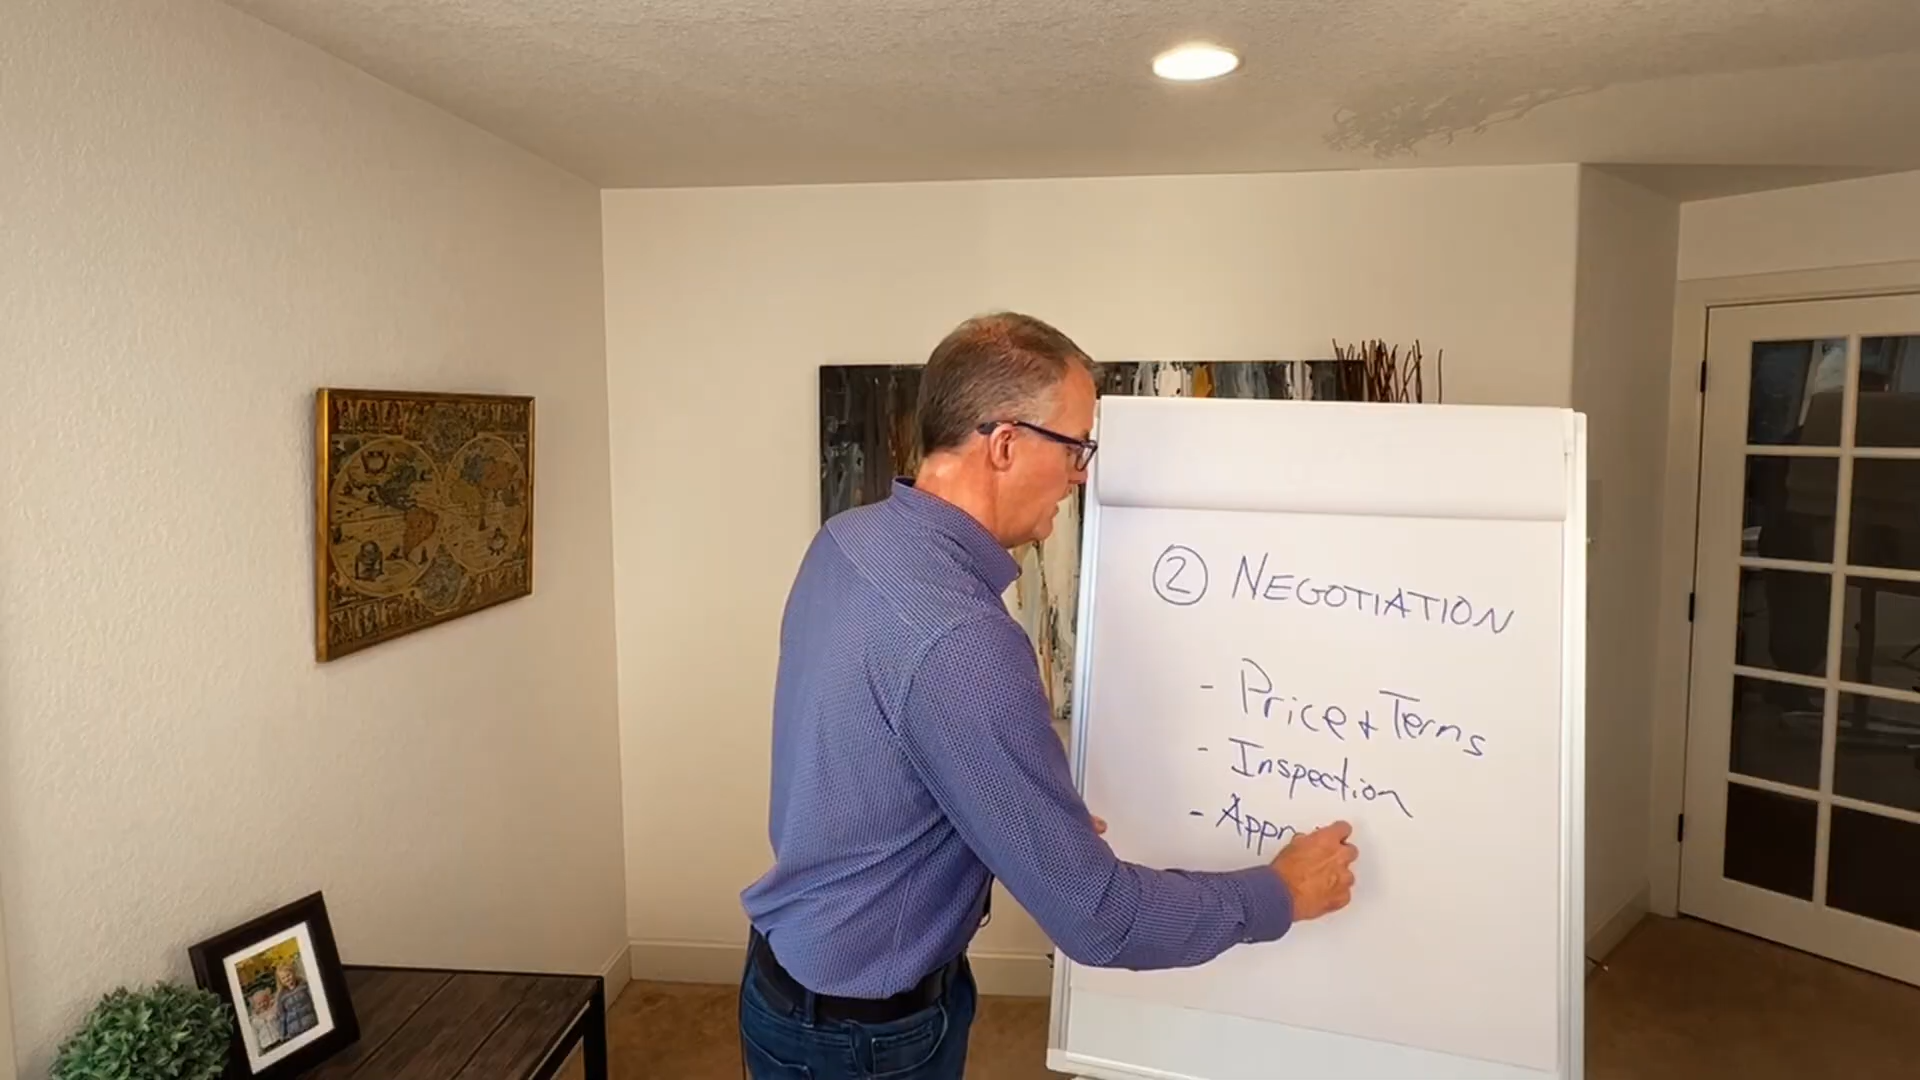 ② NEGOTIATION
- Price + Terms
- Inspection
- Appr